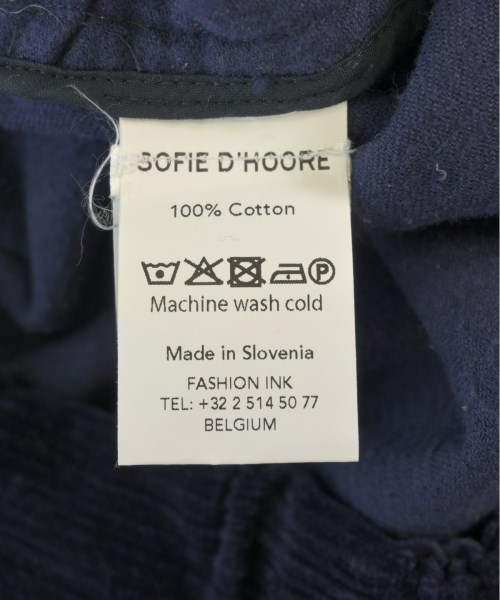 SOFIE D'HOORE
100% Cotton
P
Machine wash cold
Made in Slovenia
FASHION INK
TEL: +32 2 514 50 77
BELGIUM